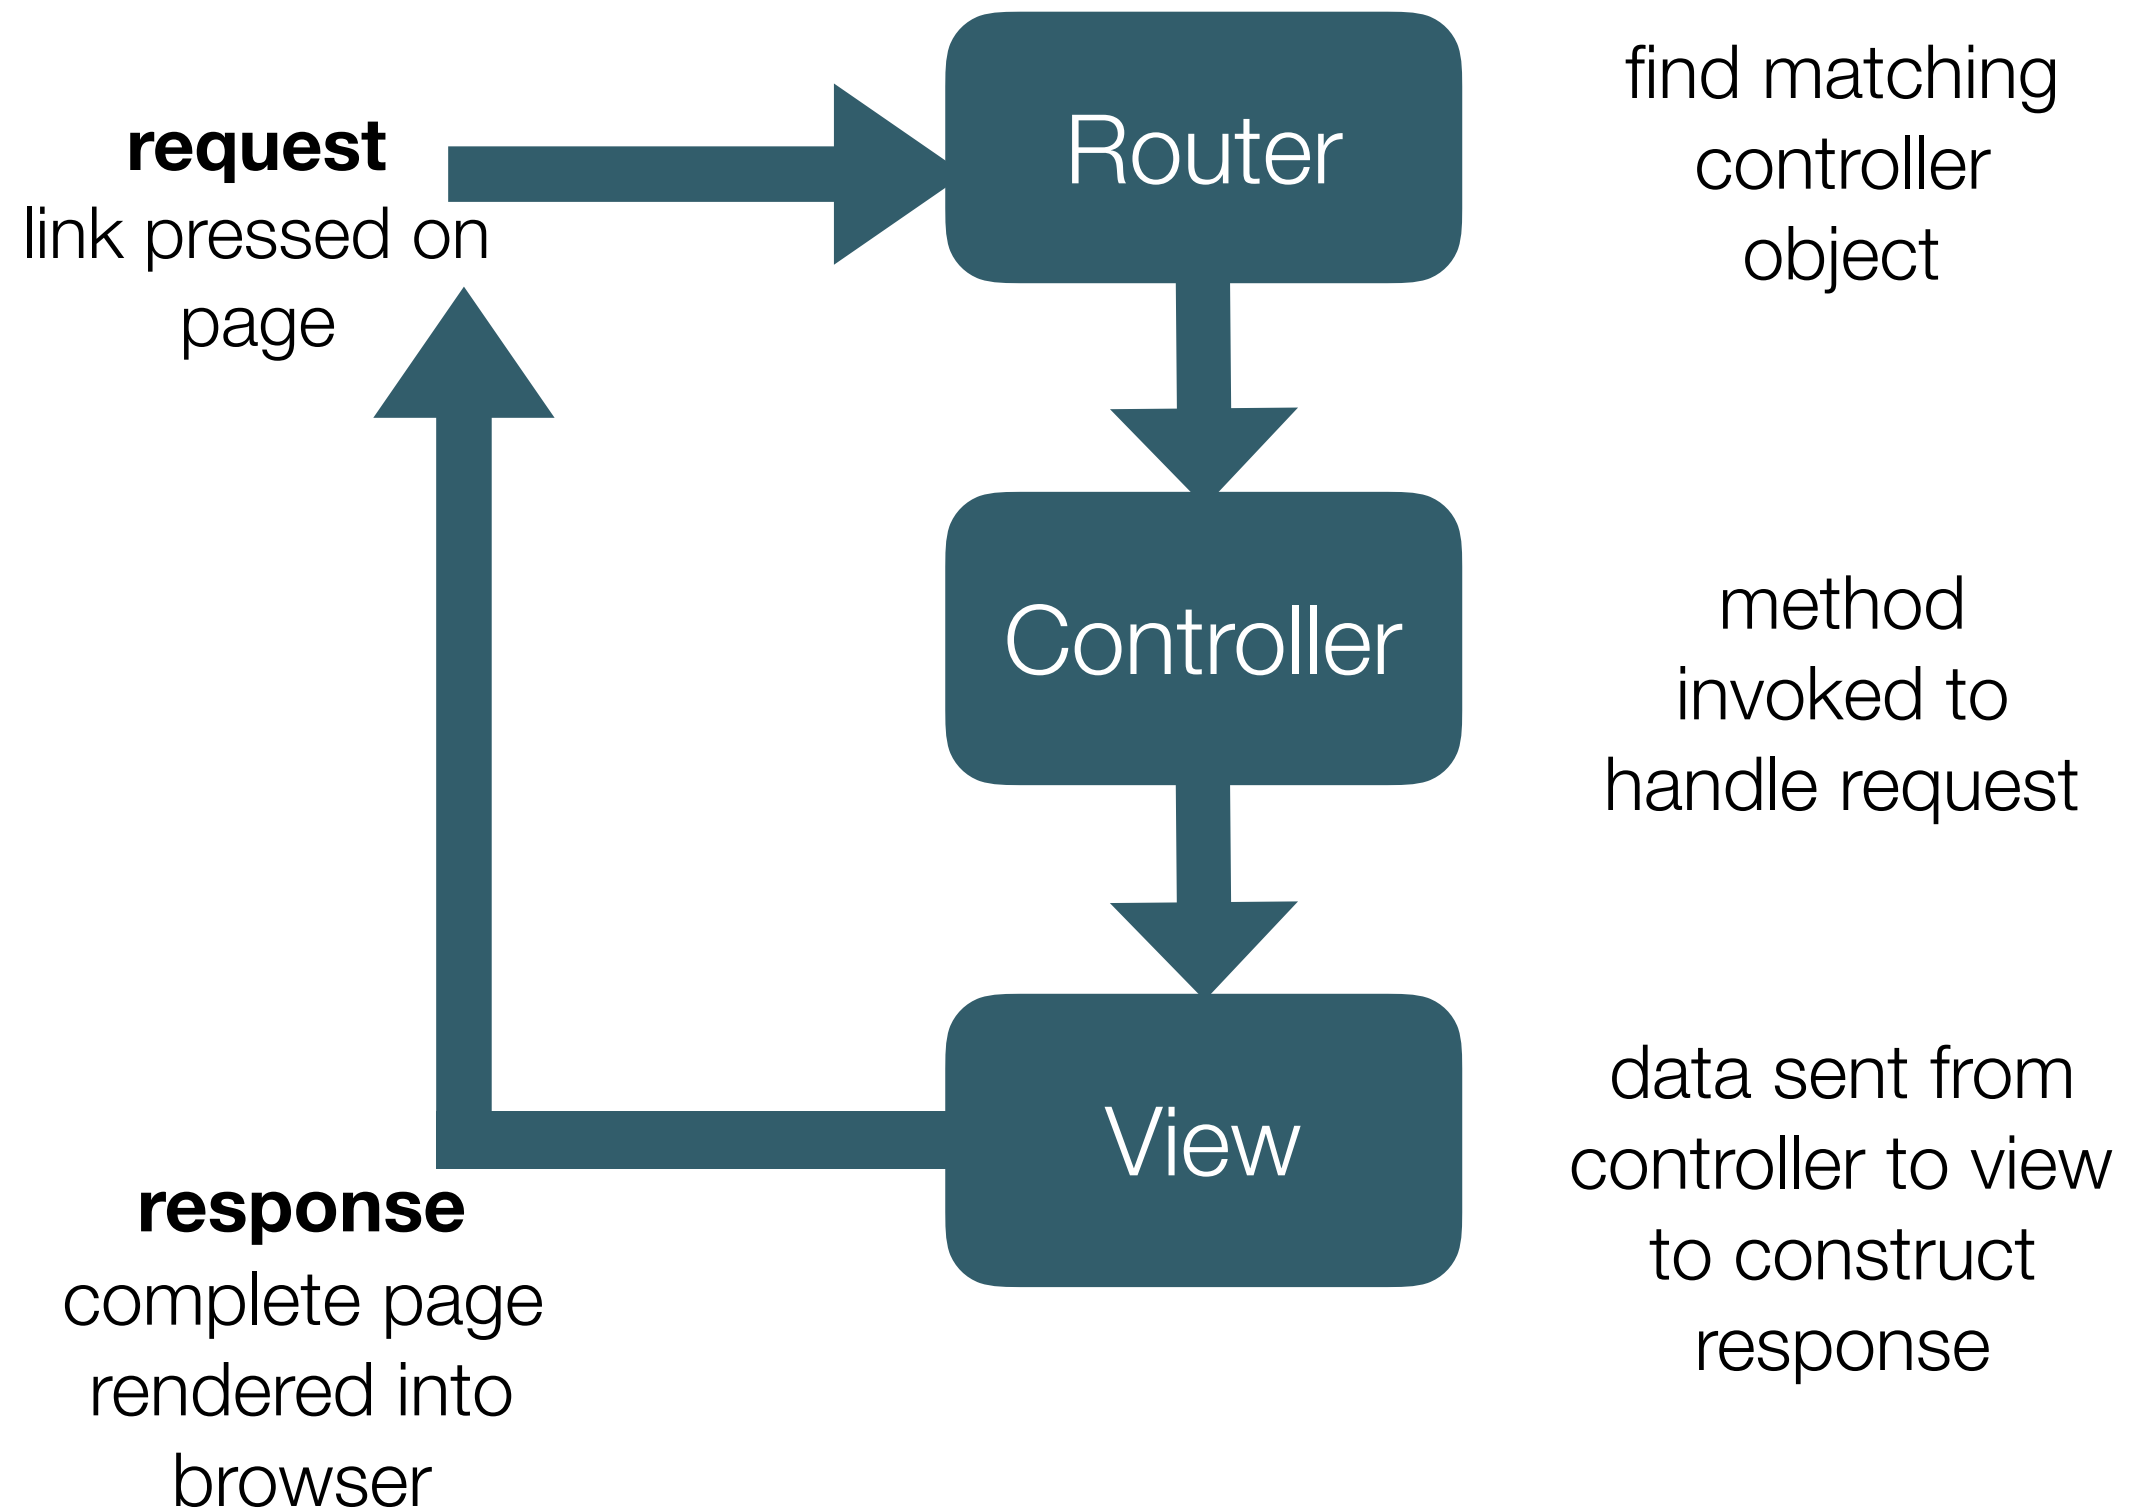 request
link pressed on
page
Router
find matching
controller
object
Controller
method
invoked to
handle request
View
data sent from
controller to view
to construct
response
response
complete page
rendered into
browser